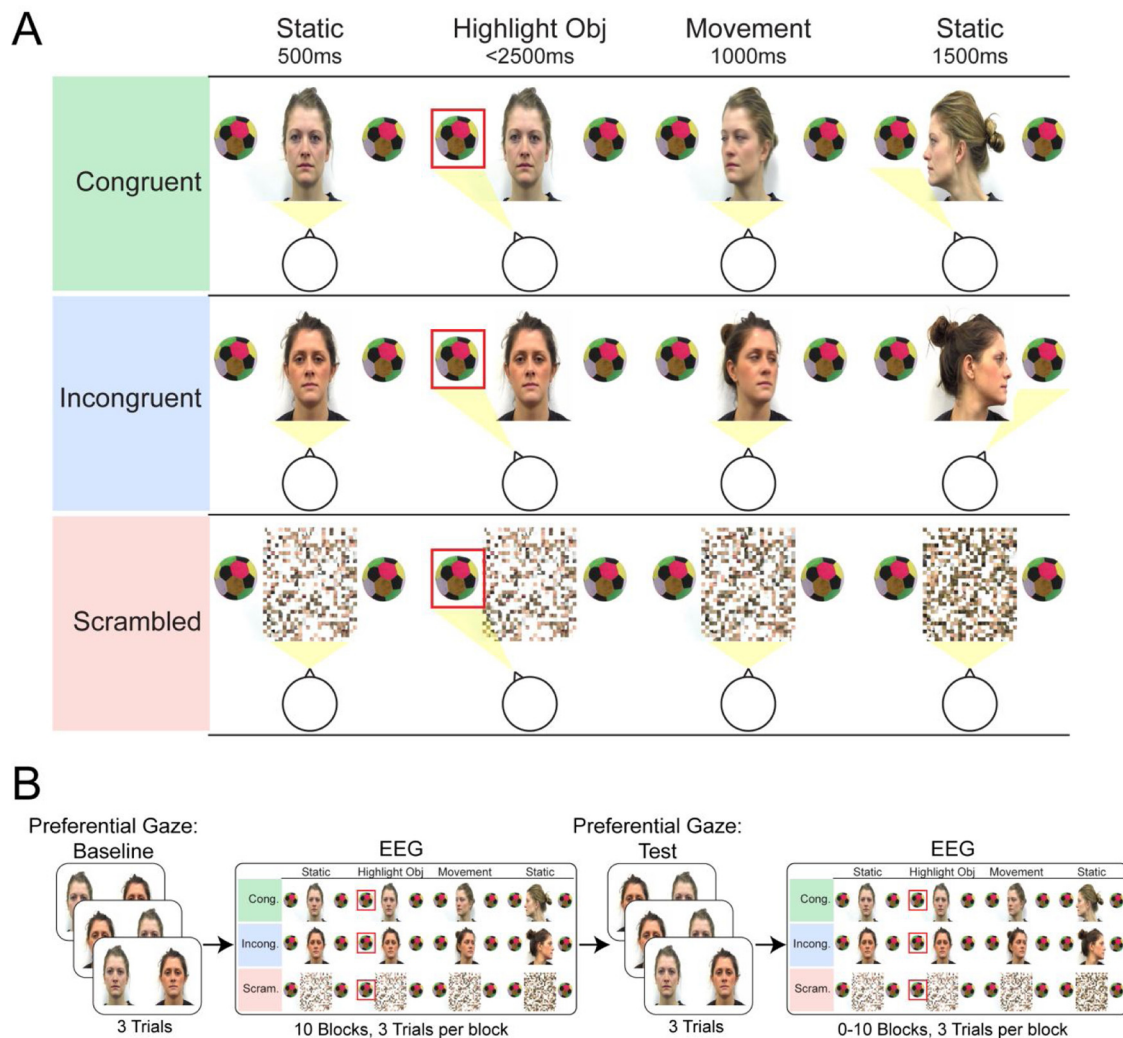 A
Static
500ms
Highlight Obj
<2500ms
Movement
1000ms
Static
1500ms
Congruent
Incongruent
Scrambled
B
Preferential Gaze:
Baseline
3 Trials
EEG
Static Highlight Obj Movement Static
Cong.
Incong.
Scram.
10 Blocks, 3 Trials per block
Preferential Gaze:
Test
3 Trials
EEG
Static Highlight Obj Movement Static
Cong.
Incong.
Scram.
0-10 Blocks, 3 Trials per block